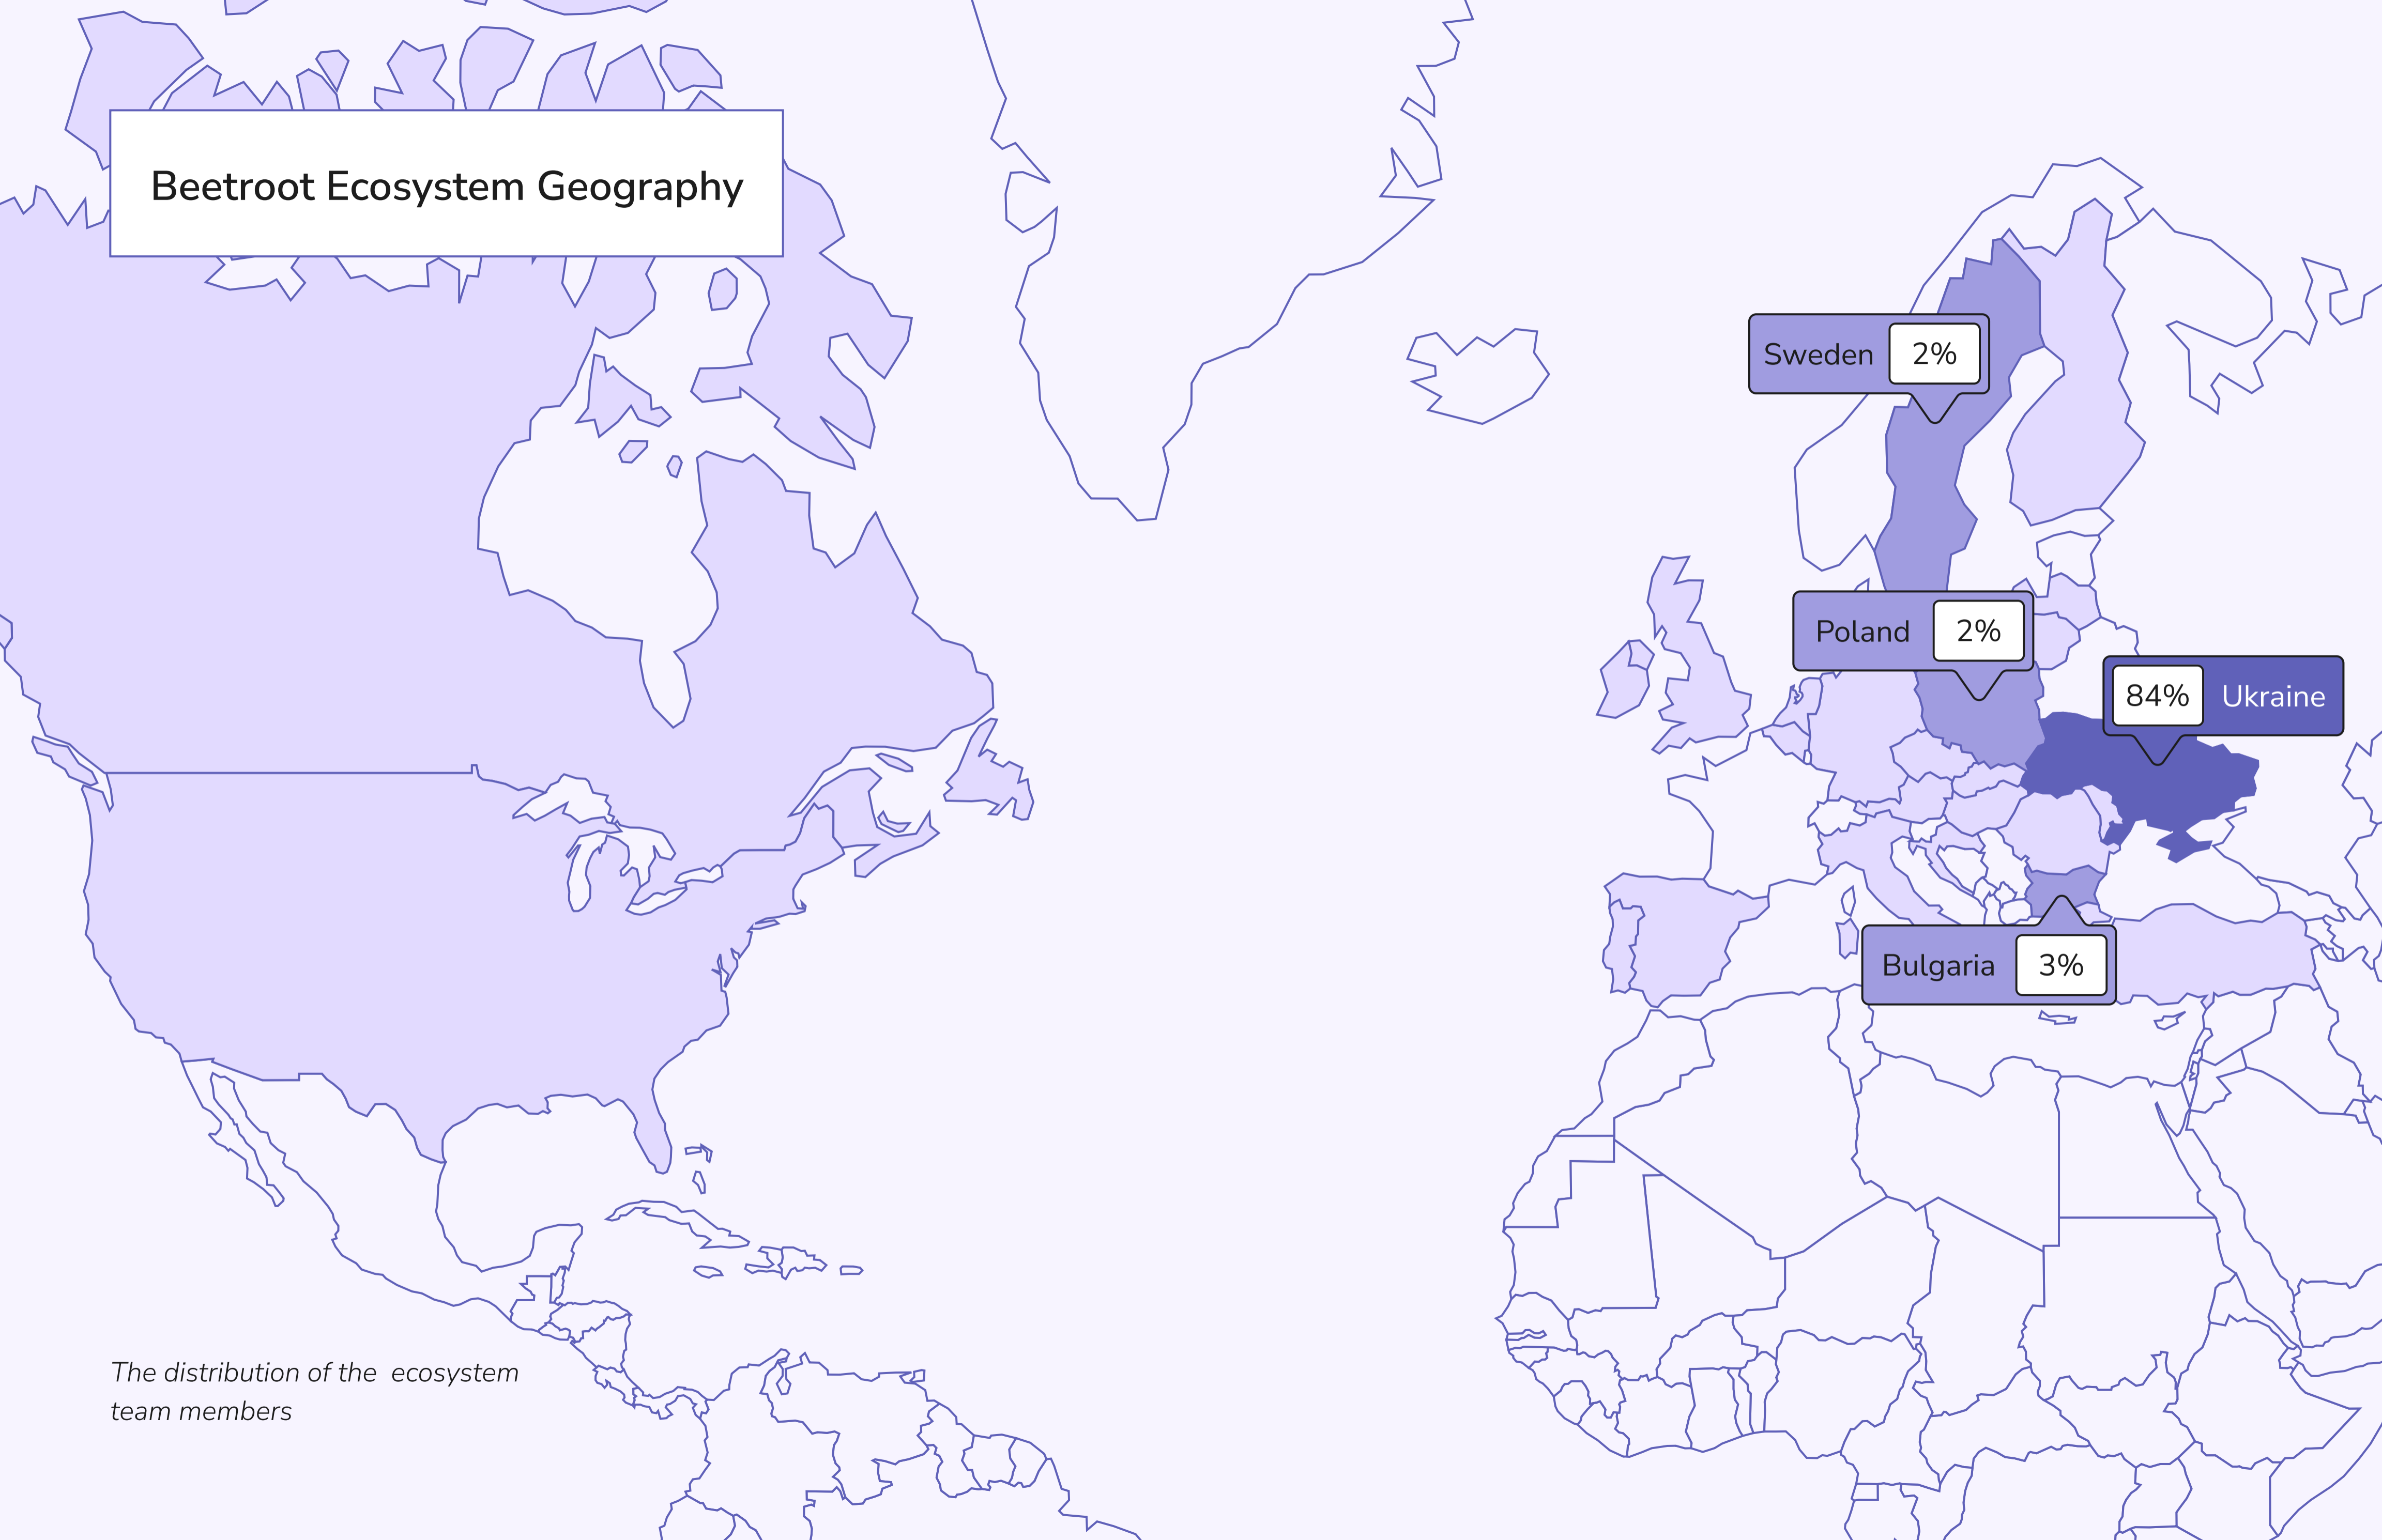 Beetroot Ecosystem Geography
Sweden 2%
Poland 2%
84% Ukraine
Bulgaria 3%
The distribution of the  ecosystem
team members